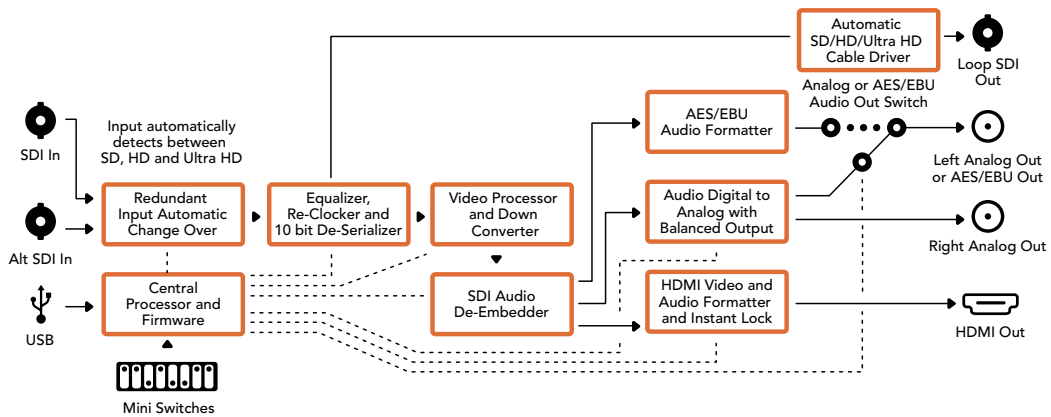 Automatic
SD/HD/Ultra HD
Cable Driver
Loop SDI
Out
Analog or AES/EBU
Audio Out Switch
AES/EBU
Audio Formatter
SDI In
Input automatically
detects between
SD, HD and Ultra HD
Left Analog Out
or AES/EBU Out
Redundant
Input Automatic
Change Over
Equalizer,
Re-Clocker and
10 bit De-Serializer
Video Processor
and Down
Converter
Audio Digital to
Analog with
Balanced Output
Right Analog Out
Alt SDI In
Central
Processor and
Firmware
SDI Audio
De-Embedder
HDMI Video and
Audio Formatter
and Instant Lock
USB
HDMI Out
Mini Switches